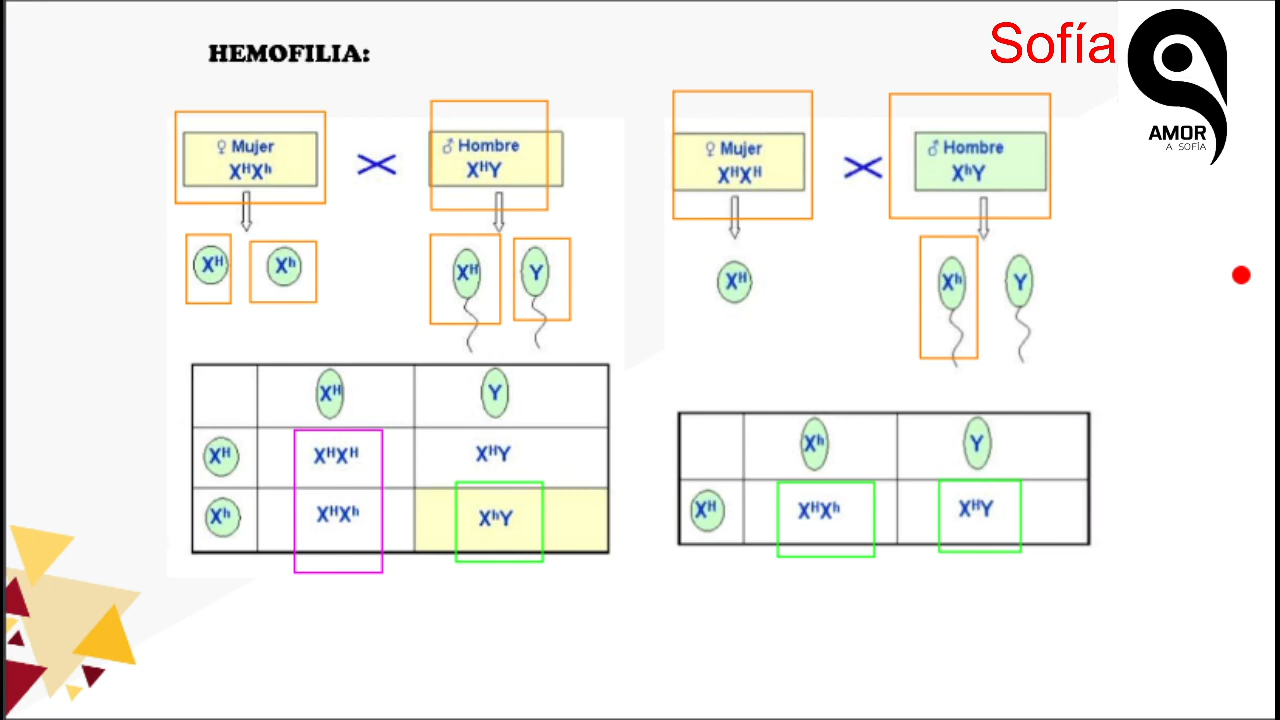 HEMOFILIA:
Sofía
AMOR
A SOFÍA
♀ Mujer
XᴴXʰ
♂ Hombre
XᴴY
Xᴴ Xʰ Xᴴ Y
Xᴴ Y
Xᴴ XᴴXᴴ XᴴY
Xʰ XᴴXʰ XʰY
♀ Mujer
XᴴXᴴ
♂ Hombre
XʰY
Xᴴ Xʰ Y
Xʰ Y
Xᴴ XᴴXʰ XᴴY